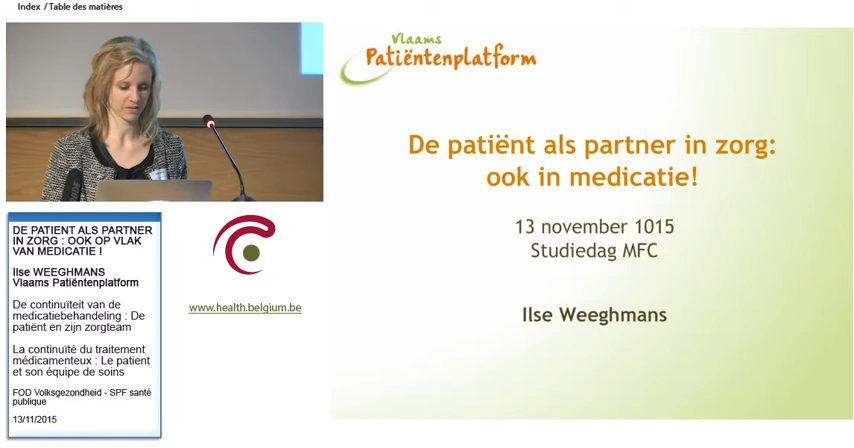 Index / Table des matières
Vlaams
Patiëntenplatform
De patiënt als partner in zorg:
ook in medicatie!
13 november 1015
Studiedag MFC
Ilse Weeghmans
DE PATIENT ALS PARTNER
IN ZORG : OOK OP VLAK
VAN MEDICATIE !
Ilse WEEGHMANS
Vlaams Patiëntenplatform
De continuïteit van de
medicatiebehandeling : De
patiënt en zijn zorgteam
La continuïté du traitement
médicamenteux : Le patient
et son équipe de soins
FOD Volksgezondheid - SPF santé
publique
13/11/2015
www.health.belgium.be